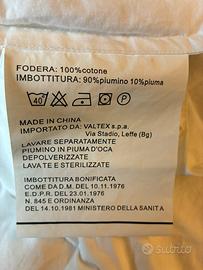 FODERA: 100%cotone
IMBOTTITURA: 90%piumino 10%piuma
40
MADE IN CHINA
IMPORTATO DA: VALTEX s.p.a.
Via Stadio, Leffe (Bg)
LAVARE SEPARATAMENTE
PIUMINO IN PIUMA D'OCA
DEPOLVERIZZATE
LAVATE E STERILIZZATE
IMBOTTITURA BONIFICATA
COME DA D.M. DEL 10.11.1976
E.D.P.R. DEL 23.01.1976
N. 845 E ORDINANZA
DEL 14.10.1981 MINISTERO DELLA SANITA
subito